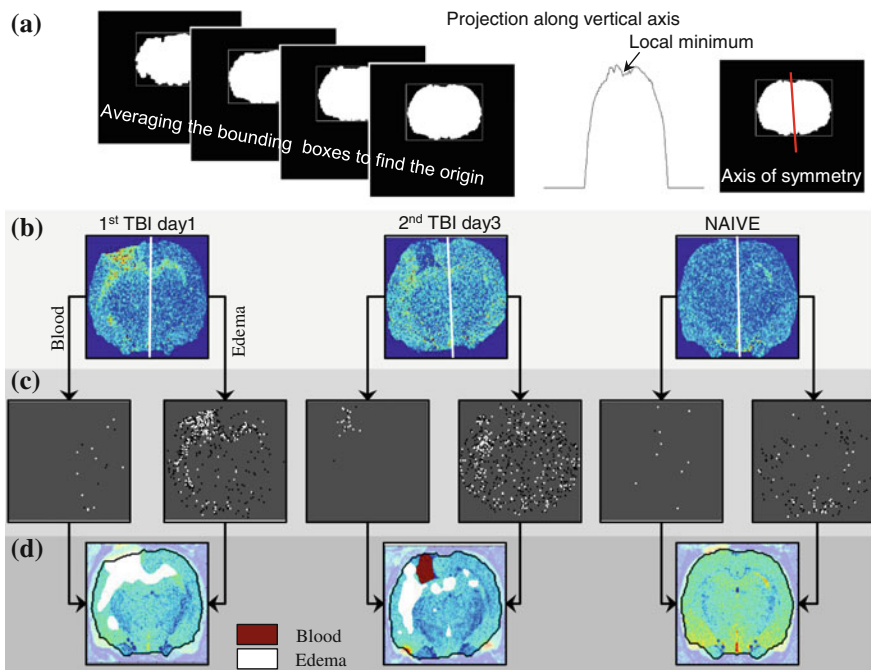 (a)
Projection along vertical axis
Local minimum
Averaging the bounding boxes to find the origin
Axis of symmetry
(b)
1st TBI day1
2nd TBI day3
NAIVE
Blood
Edema
(c)
(d)
Blood
Edema